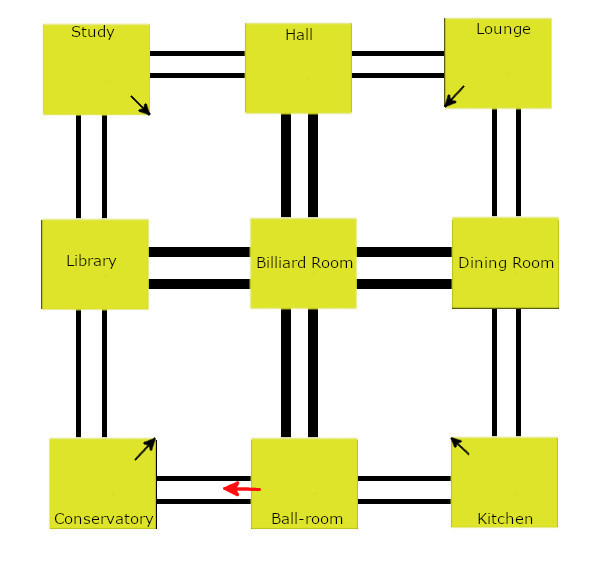 Study
Hall
Lounge
Library
Billiard Room
Dining Room
Conservatory
Ball-room
Kitchen